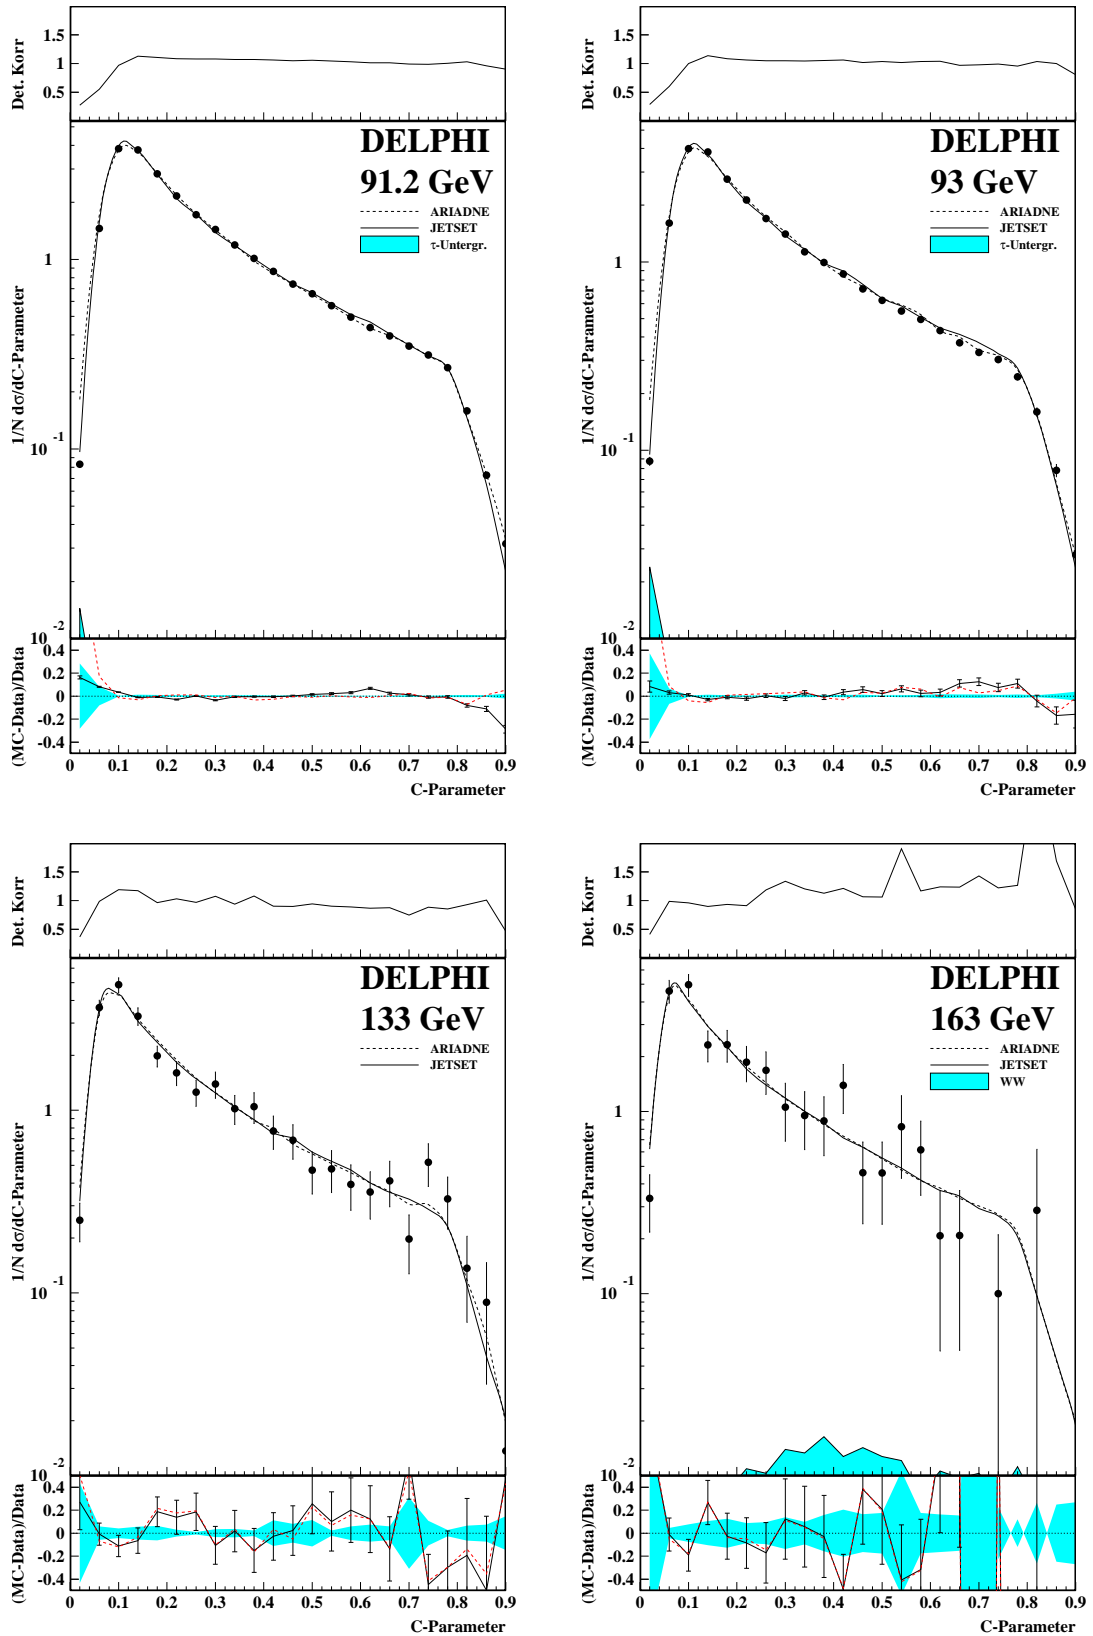 Det. Korr
1.5
1
0.5
DELPHI
91.2 GeV
ARIADNE
JETSET
τ-Untergr.
1/N dσ/dC-Parameter
1
10 -1
10 -2
(MC-Data)/Data
0.4
0.2
0
-0.2
-0.4
0 0.1 0.2 0.3 0.4 0.5 0.6 0.7 0.8 0.9
C-Parameter
Det. Korr
1.5
1
0.5
DELPHI
93 GeV
ARIADNE
JETSET
τ-Untergr.
1/N dσ/dC-Parameter
1
10 -1
10 -2
(MC-Data)/Data
0.4
0.2
0
-0.2
-0.4
0 0.1 0.2 0.3 0.4 0.5 0.6 0.7 0.8 0.9
C-Parameter
Det. Korr
1.5
1
0.5
DELPHI
133 GeV
ARIADNE
JETSET
1/N dσ/dC-Parameter
1
10 -1
10 -2
(MC-Data)/Data
0.4
0.2
0
-0.2
-0.4
0 0.1 0.2 0.3 0.4 0.5 0.6 0.7 0.8 0.9
C-Parameter
Det. Korr
1.5
1
0.5
DELPHI
163 GeV
ARIADNE
JETSET
WW
1/N dσ/dC-Parameter
1
10 -1
10 -2
(MC-Data)/Data
0.4
0.2
0
-0.2
-0.4
0 0.1 0.2 0.3 0.4 0.5 0.6 0.7 0.8 0.9
C-Parameter